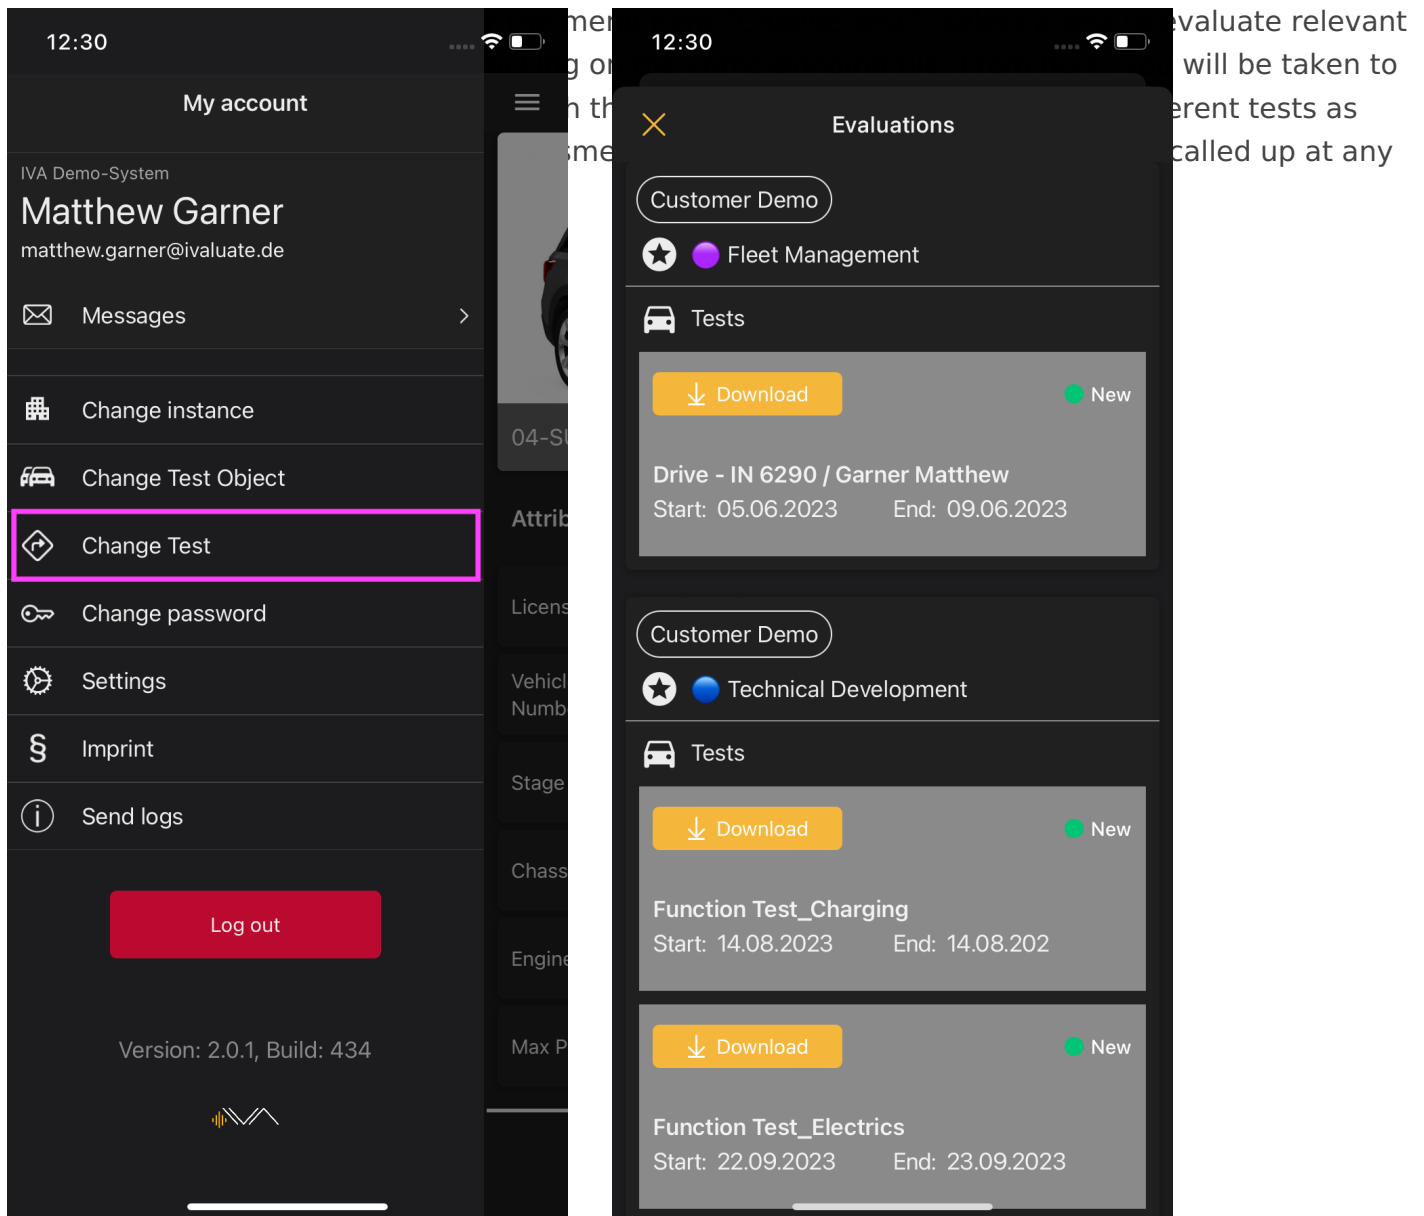 evaluate relevant
will be taken to
tests as
called up at any
12:30
My account
IVA Demo-System
Matthew Garner
matthew.garner@ivaluate.de
Messages
Change instance
Change Test Object
Change Test
Change password
Settings
§ Imprint
Send logs
Log out
Version: 2.0.1, Build: 434
IVA
04-SU
Attrib
Licens
Vehicl
Numb
Stage
Chass
Engine
Max P
12:30
Evaluations
Customer Demo
Fleet Management
Tests
Download New
Drive - IN 6290 / Garner Matthew
Start: 05.06.2023 End: 09.06.2023
Customer Demo
Technical Development
Tests
Download New
Function Test_Charging
Start: 14.08.2023 End: 14.08.202
Download New
Function Test_Electrics
Start: 22.09.2023 End: 23.09.2023